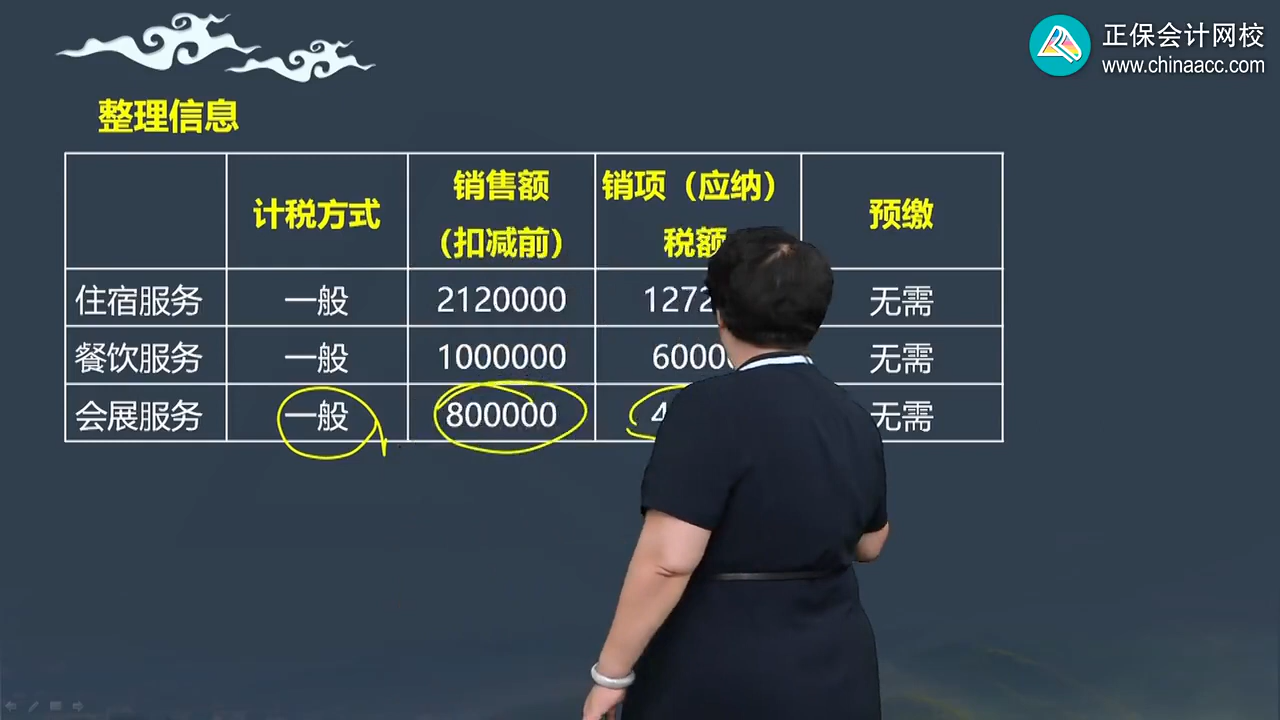 正保会计网校
www.chinaacc.com
整理信息
计税方式
销售额
（扣减前）
销项（应纳）
税额
预缴
住宿服务 一般 2120000 1272 无需
餐饮服务 一般 1000000 6000 无需
会展服务 一般 800000 4 无需